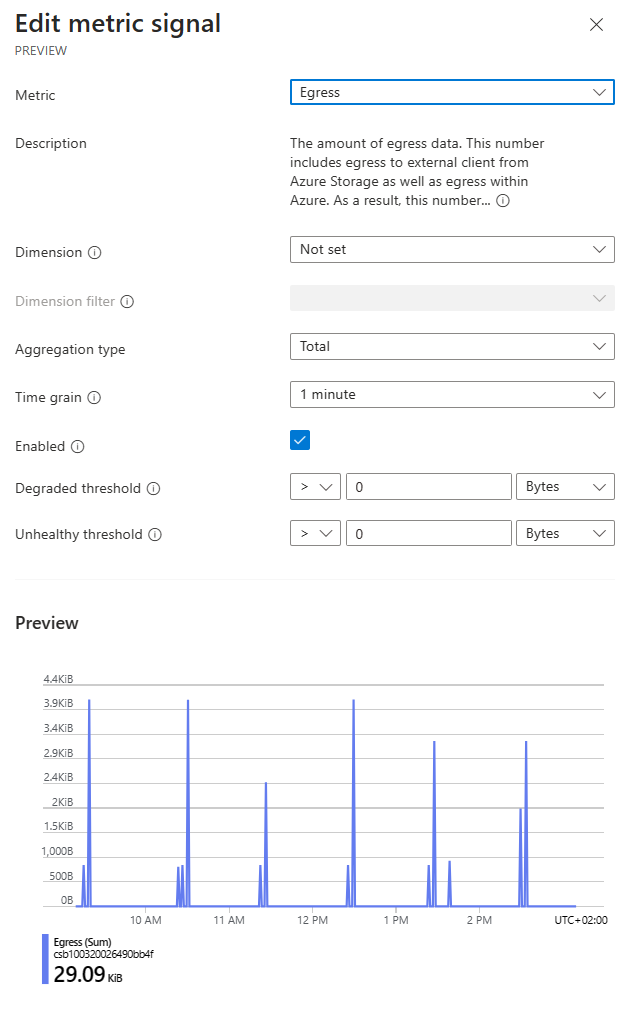 Edit metric signal
PREVIEW
Metric
Egress
Description
The amount of egress data. This number
includes egress to external client from
Azure Storage as well as egress within
Azure. As a result, this number...
Dimension
Not set
Dimension filter
Aggregation type
Total
Time grain
1 minute
Enabled
Degraded threshold
> 0 Bytes
Unhealthy threshold
> 0 Bytes
Preview
4.4KiB
3.9KiB
3.4KiB
2.9KiB
2.4KiB
2KiB
1.5KiB
1,000B
500B
0B
10 AM 11 AM 12 PM 1 PM 2 PM UTC+02:00
Egress (Sum)
csb100320026490bb4f
29.09 KiB